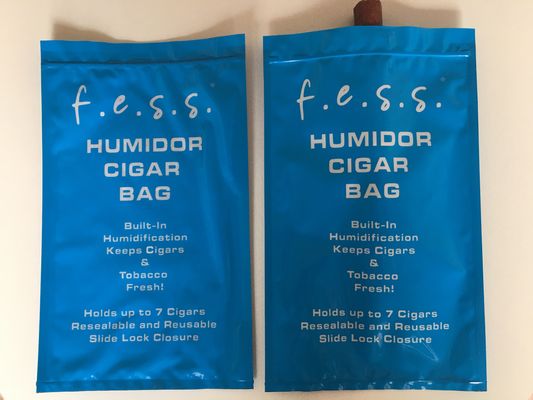 f.e.s.s.
HUMIDOR
CIGAR
BAG
Built-In
Humidification
Keeps Cigars
&
Tobacco
Fresh!
Holds up to 7 Cigars
Resealable and Reusable
Slide Lock Closure
f.e.s.s.
HUMIDOR
CIGAR
BAG
Built-In
Humidification
Keeps Cigars
&
Tobacco
Fresh!
Holds up to 7 Cigars
Resealable and Reusable
Slide Lock Closure